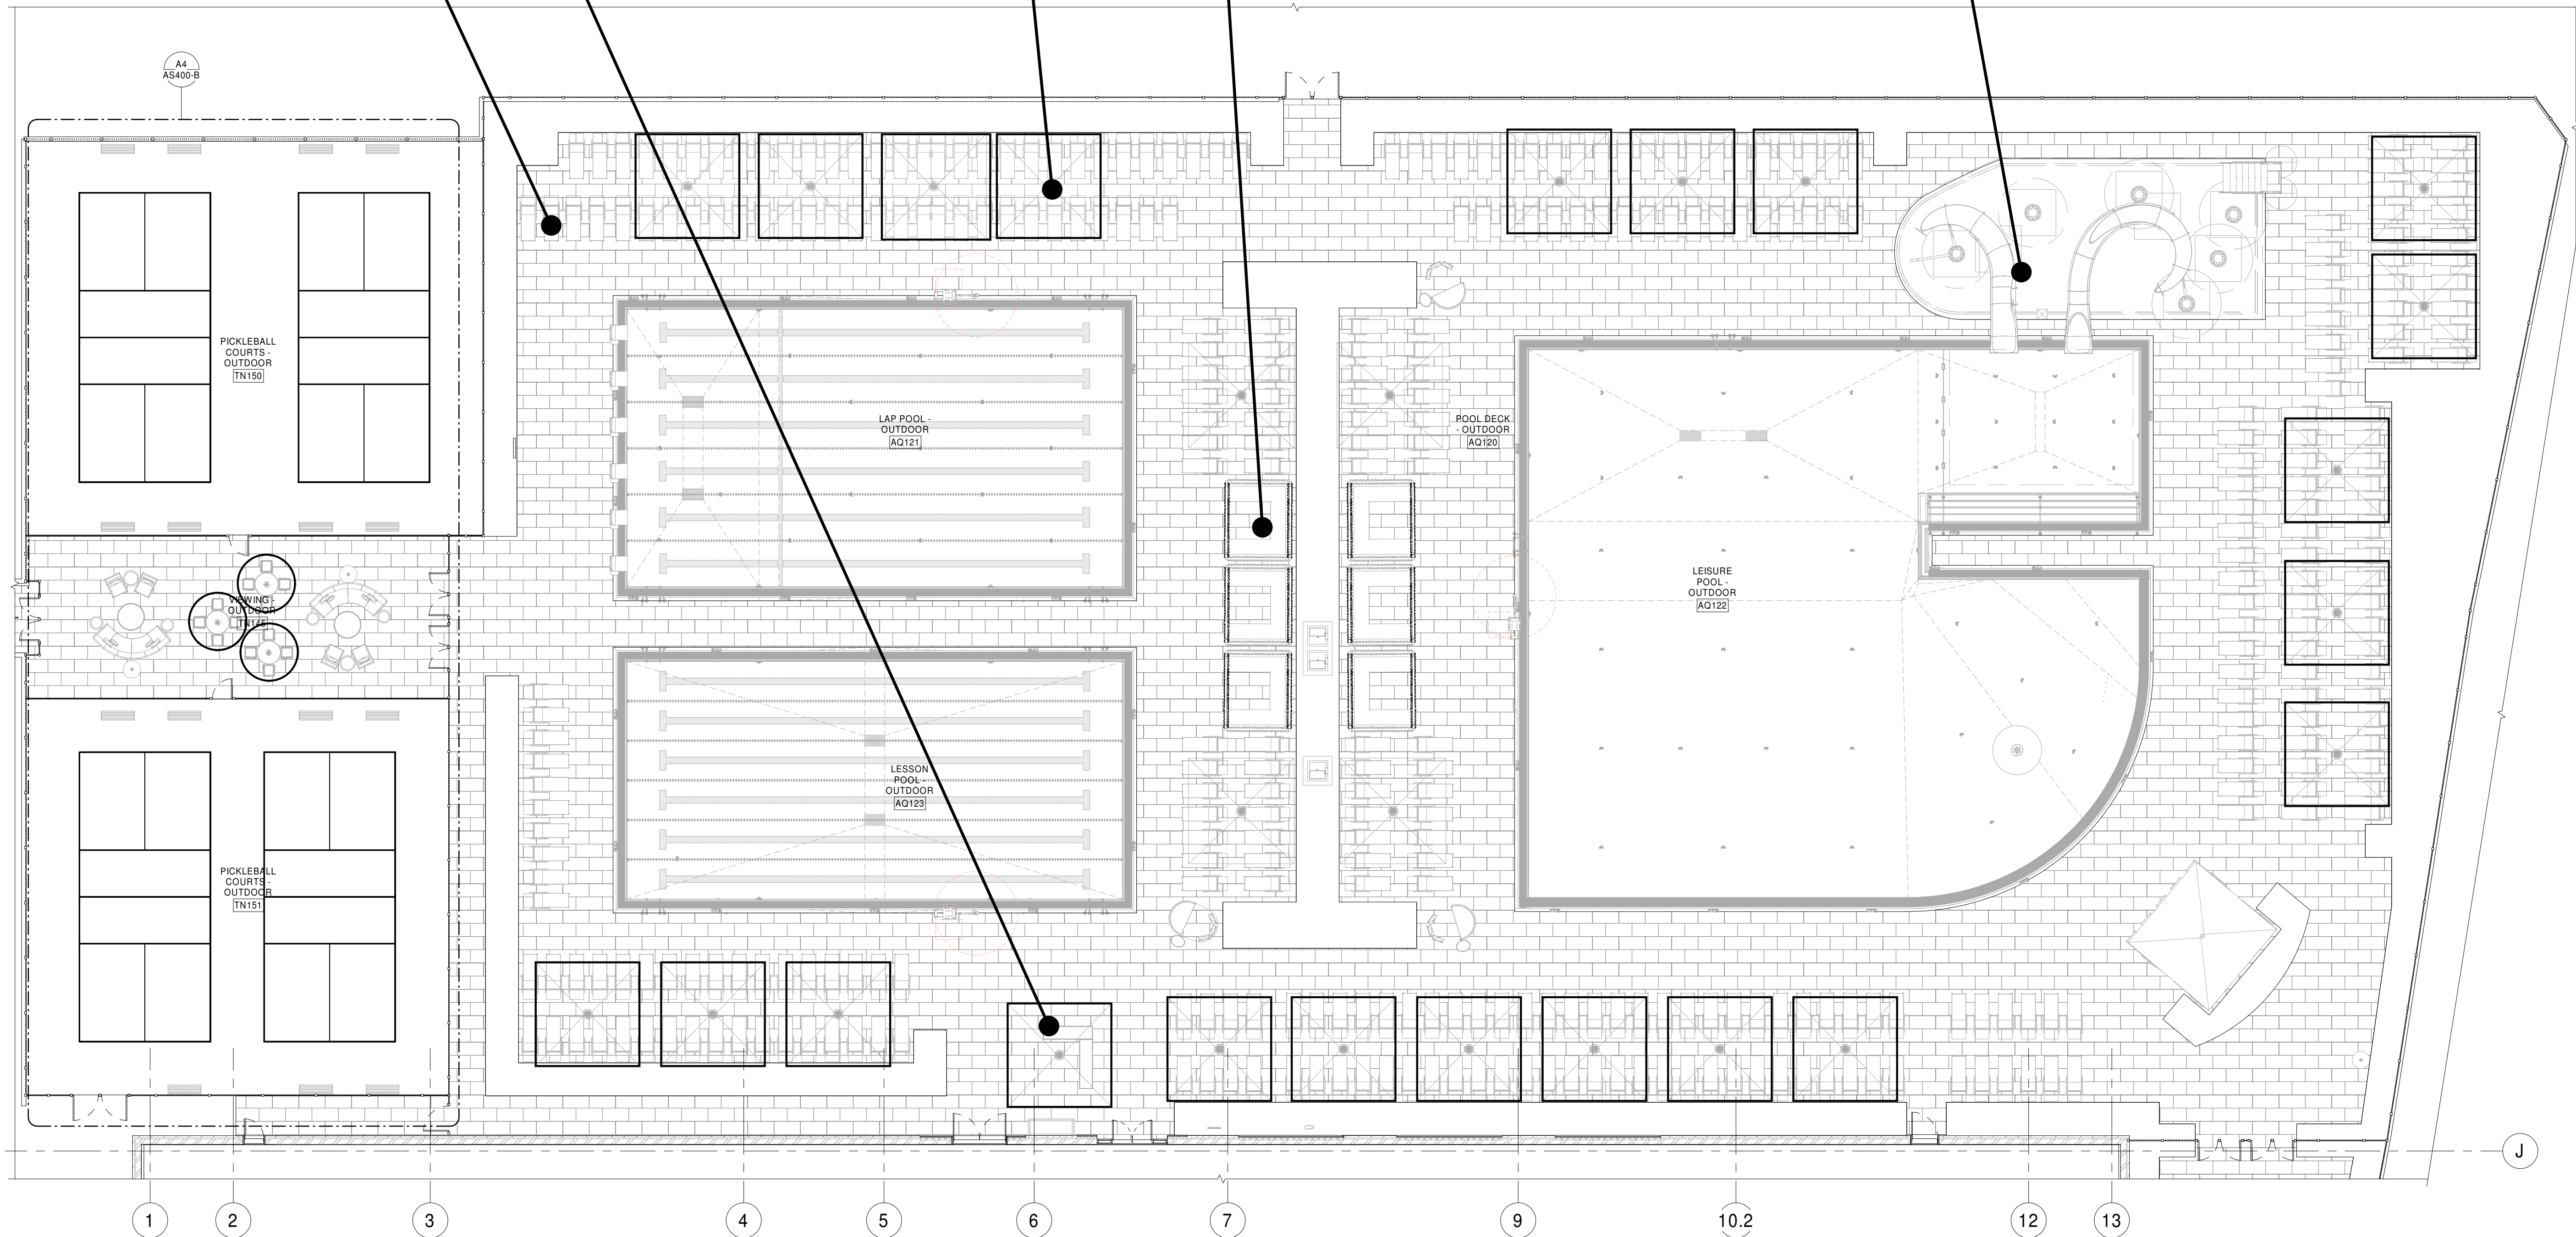 A4
AS400-B
PICKLEBALL
COURTS -
OUTDOOR
TN150
LAP POOL -
OUTDOOR
AQ121
POOL DECK
- OUTDOOR
AQ120
LEISURE
POOL -
OUTDOOR
AQ122
VIEWING -
OUTDOOR
TN145
LESSON
POOL -
OUTDOOR
AQ123
PICKLEBALL
COURTS -
OUTDOOR
TN151
J
1
2
3
4
5
6
7
9
10.2
12
13